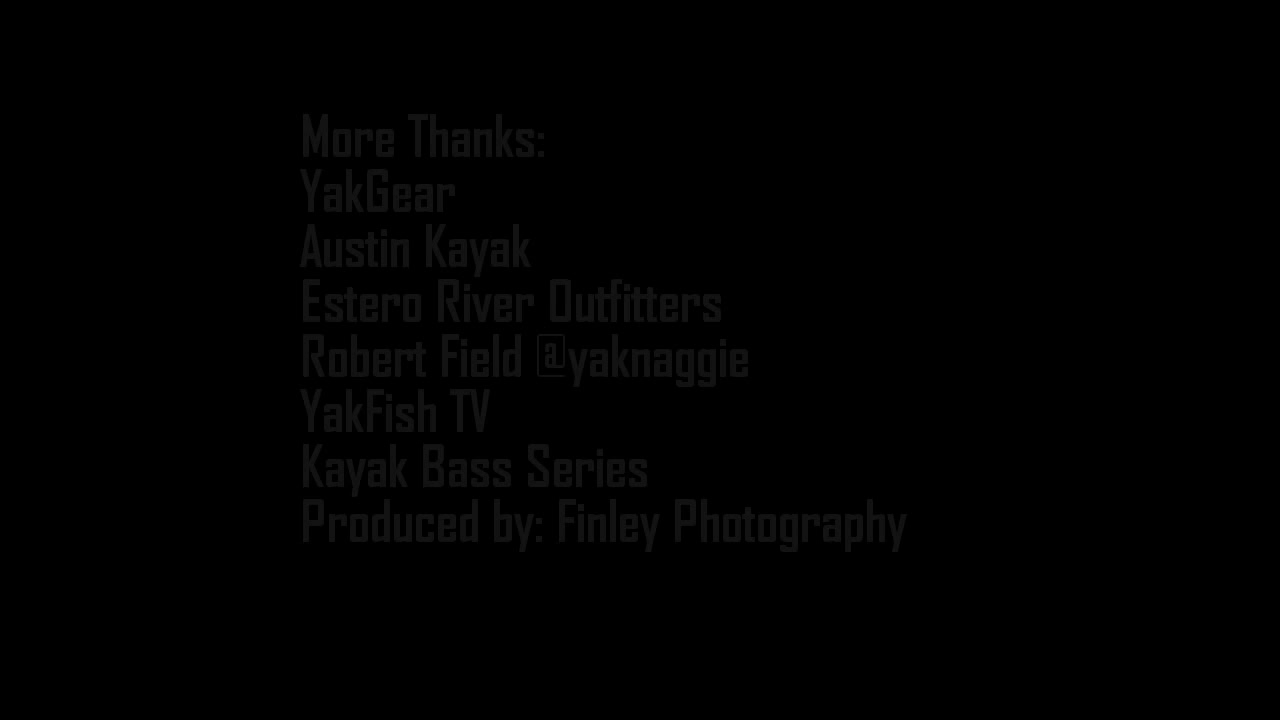 More Thanks:
YakGear
Austin Kayak
Estero River Outfitters
Robert Field @yaknaggie
YakFish TV
Kayak Bass Series
Produced by: Finley Photography